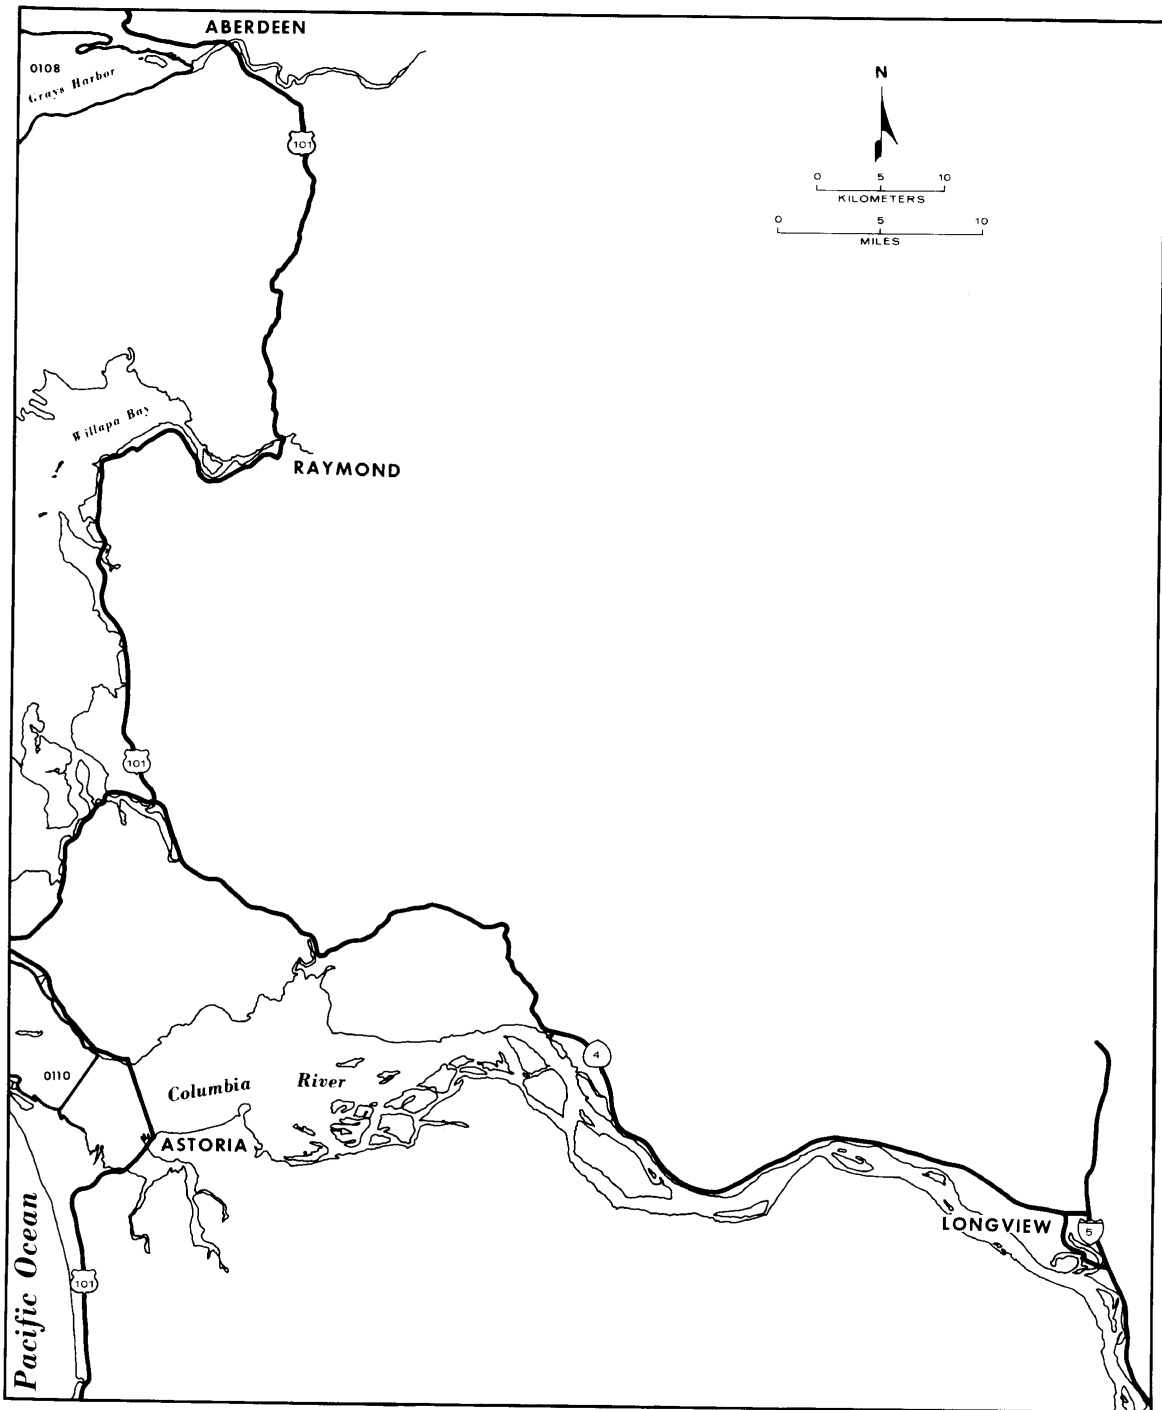 ABERDEEN
0108
Grays Harbor
N
101
0 5 10
KILOMETERS
0 5 10
MILES
Willapa Bay
RAYMOND
101
4
0110
Columbia River
ASTORIA
LONGVIEW
5
101
Pacific Ocean